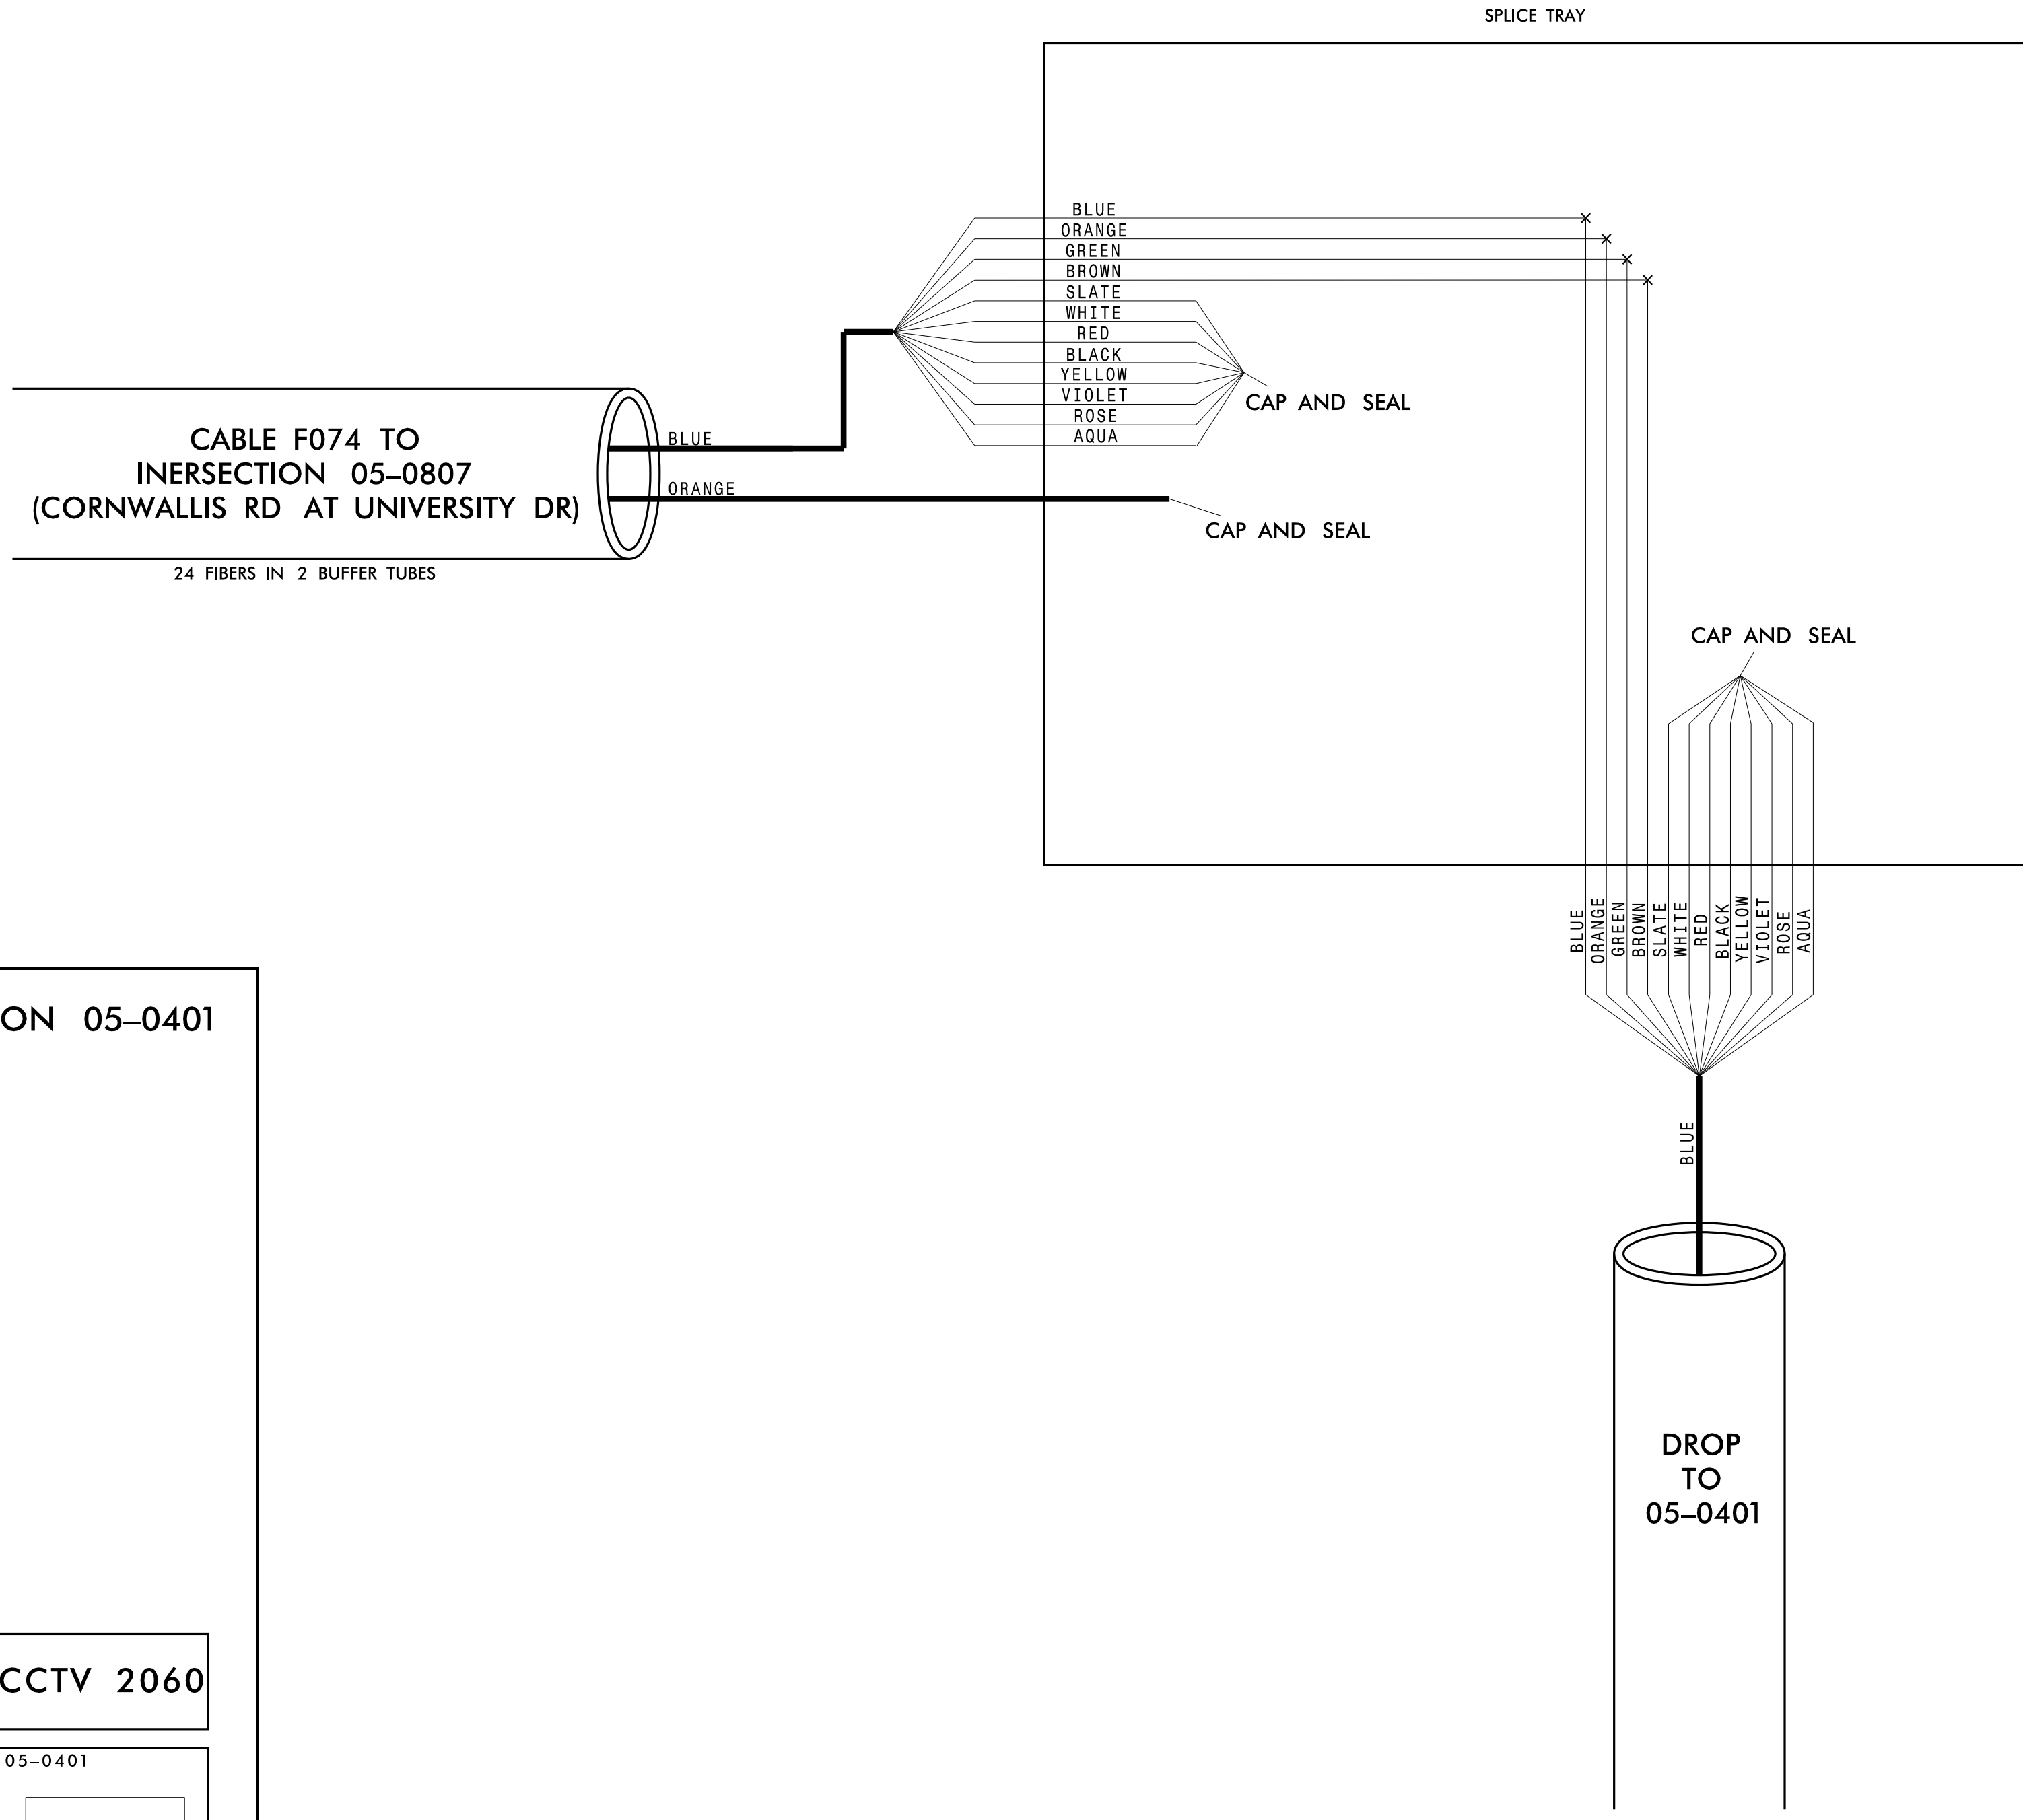 SPLICE TRAY
BLUE
ORANGE
GREEN
BROWN
SLATE
WHITE
RED
BLACK
YELLOW
VIOLET
ROSE
AQUA
CAP AND SEAL
CABLE F074 TO
INERSECTION 05–0807
(CORNWALLIS RD AT UNIVERSITY DR)
24 FIBERS IN 2 BUFFER TUBES
BLUE
ORANGE
CAP AND SEAL
CAP AND SEAL
BLUE
ORANGE
GREEN
BROWN
SLATE
WHITE
RED
BLACK
YELLOW
VIOLET
ROSE
AQUA
BLUE
DROP
TO
05–0401
ON 05–0401
CCTV 2060
05–0401